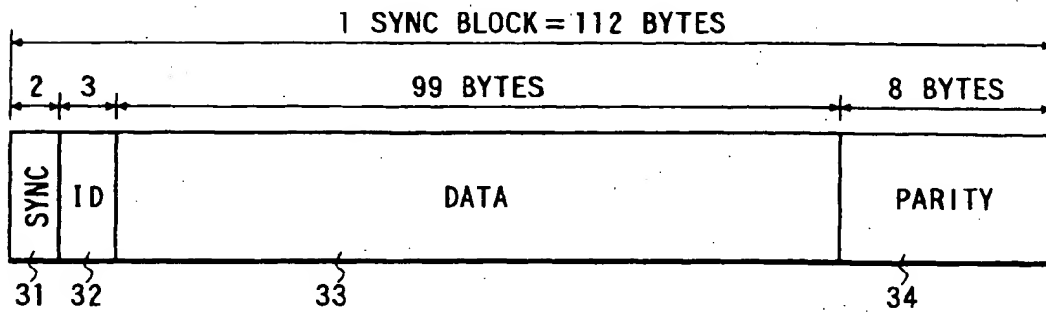 1 SYNC BLOCK = 112 BYTES
2 3 99 BYTES 8 BYTES
SYNC ID DATA PARITY
31 32 33 34